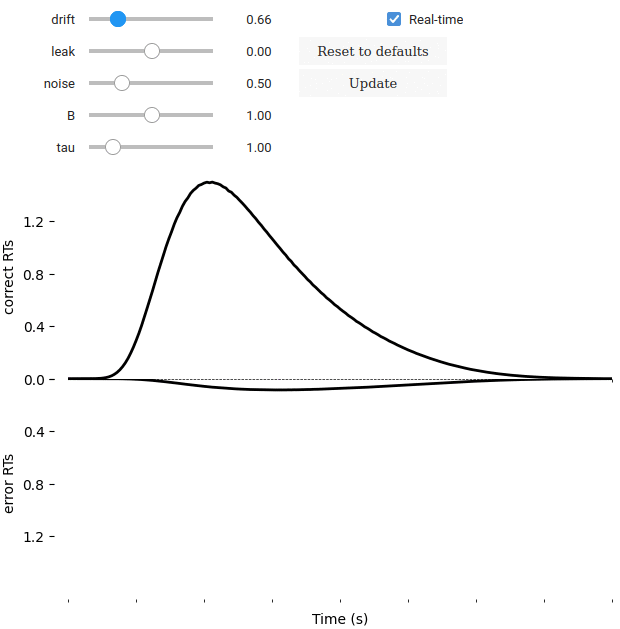 drift 0.66 Real-time
leak 0.00 Reset to defaults
noise 0.50 Update
B 1.00
tau 1.00
correct RTs
1.2
0.8
0.4
0.0
error RTs
0.4
0.8
1.2
Time (s)